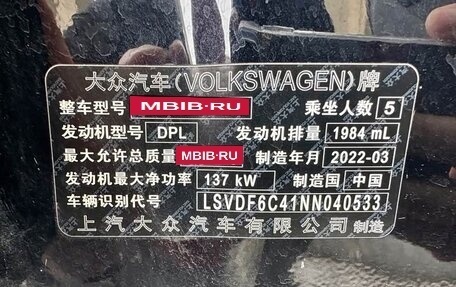 大众汽车(VOLKSWAGEN)牌
整车型号 MBIB·RU 乘坐人数 5
发动机型号 DPL 发动机排量 1984 mL
最大允许总质量 MBIB·RU 制造年月 2022-03
发动机最大净功率 137 kW 制造国 中国
车辆识别代号 LSVDF6C41NN040533
上汽大众汽车有限公司 制造